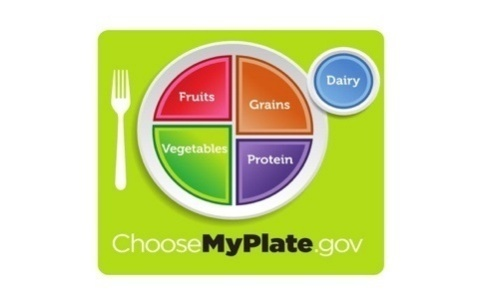 Dairy
Fruits
Grains
Vegetables
Protein
ChooseMyPlate.gov